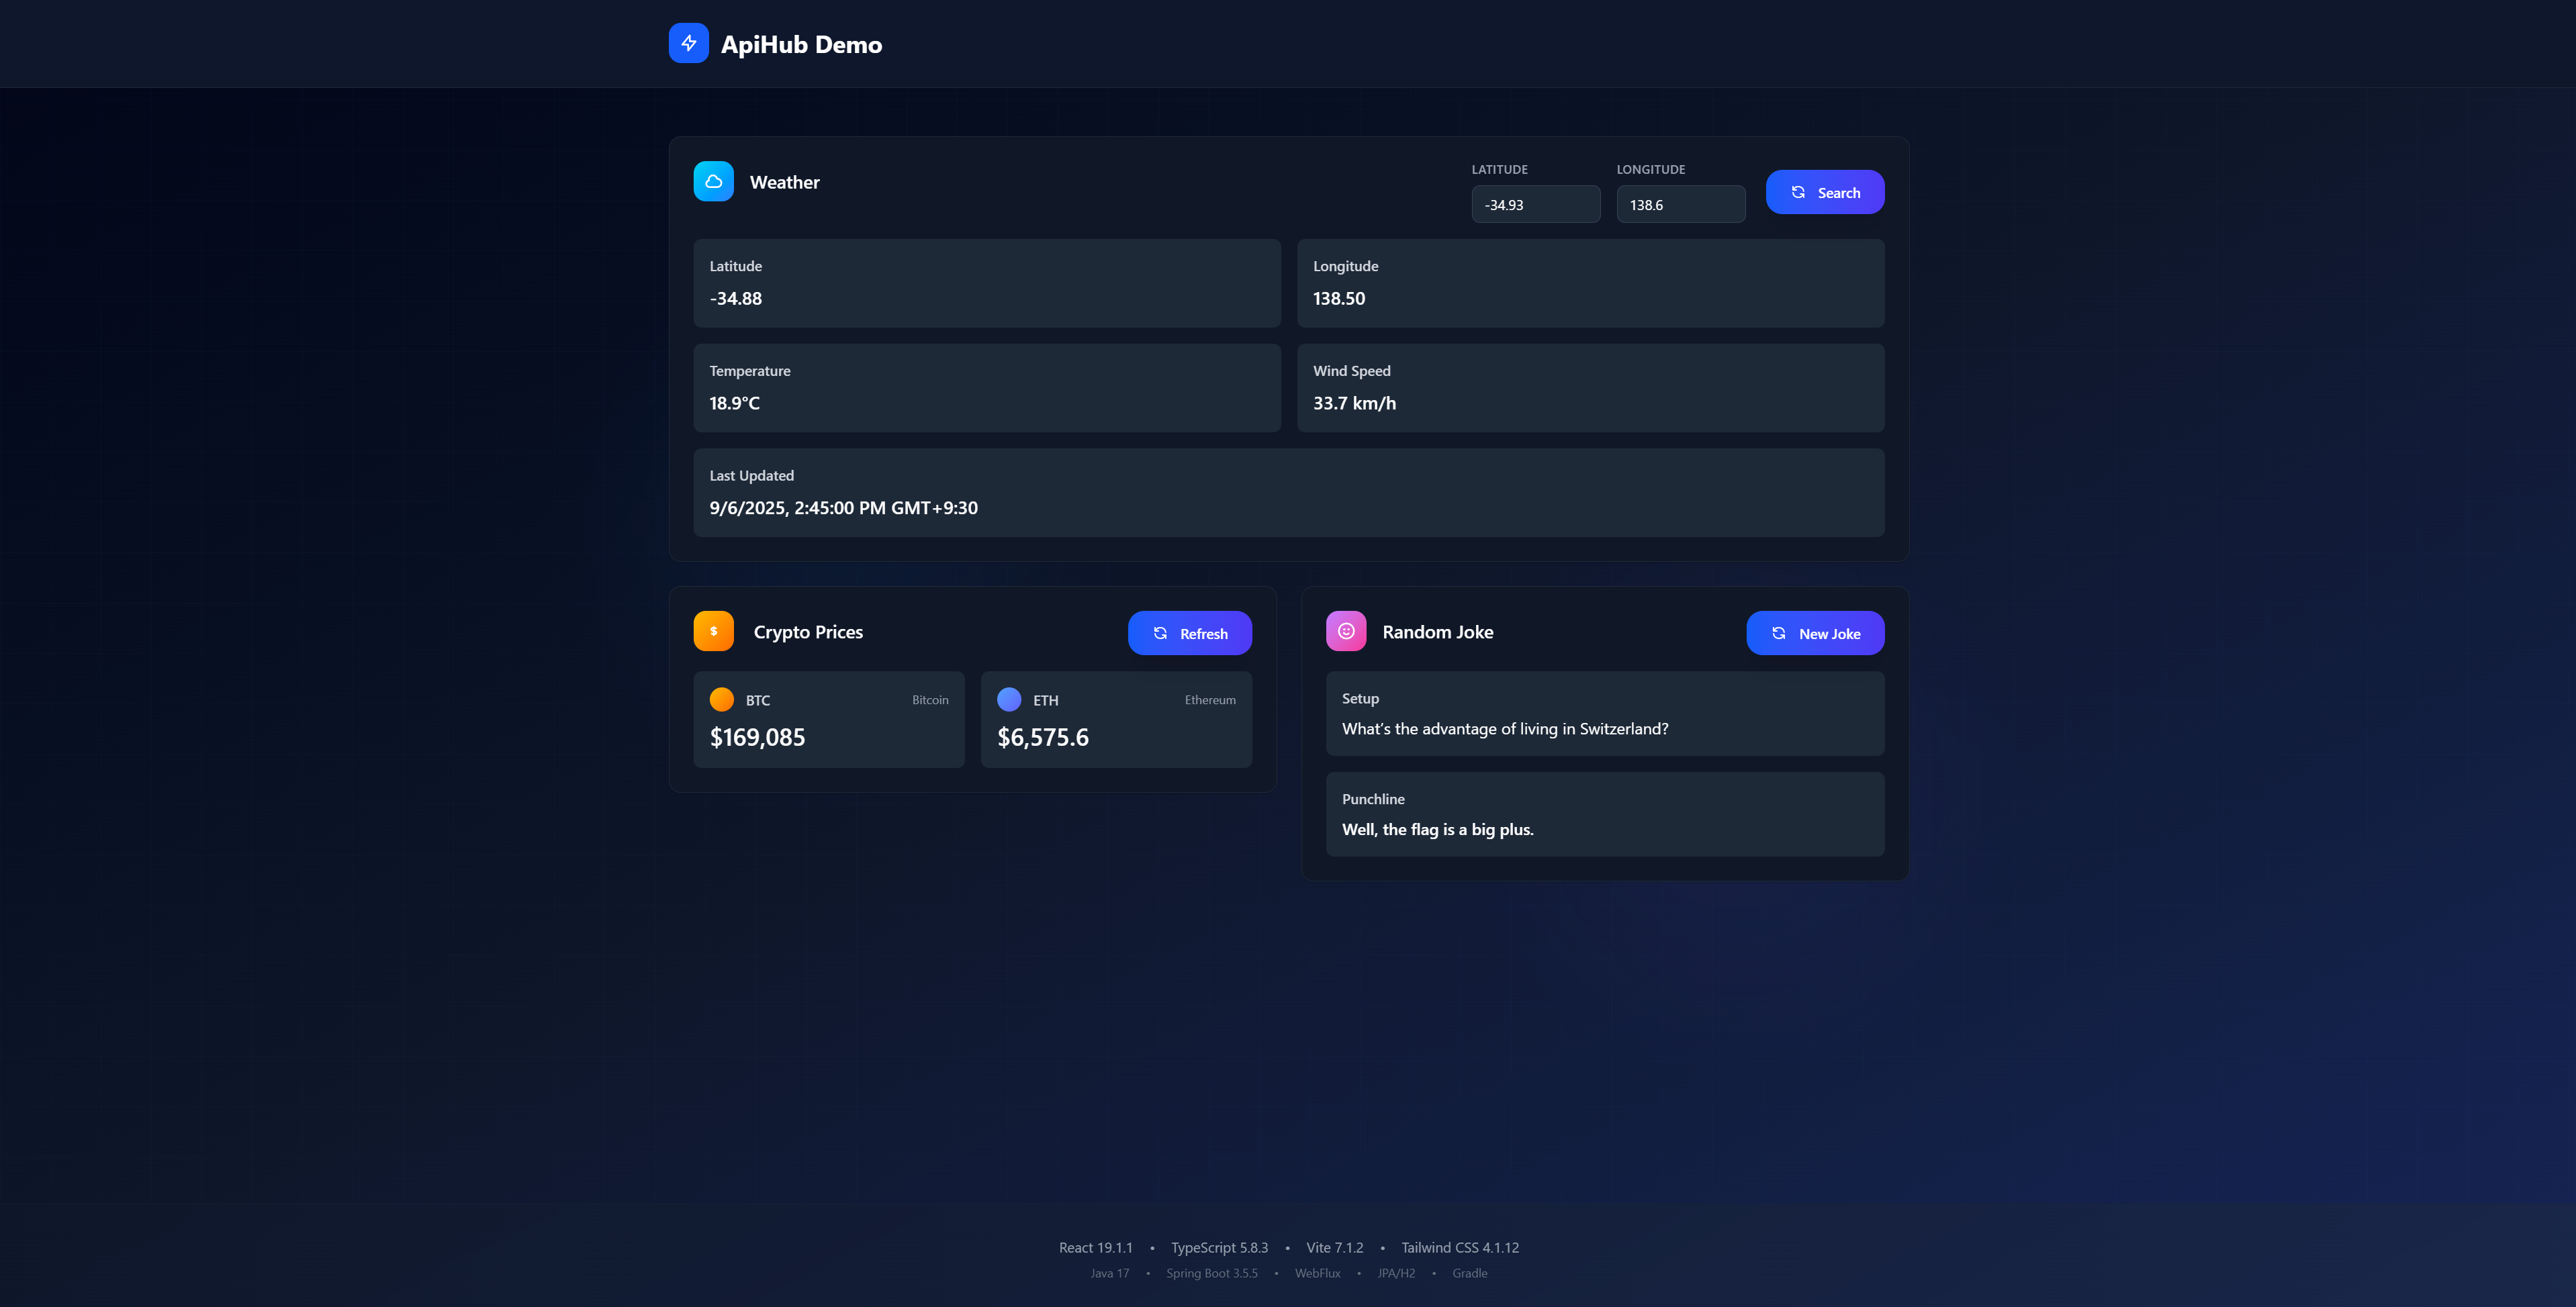 ApiHub Demo
Weather
LATITUDE LONGITUDE
-34.93 138.6 Search
Latitude
-34.88
Longitude
138.50
Temperature
18.9°C
Wind Speed
33.7 km/h
Last Updated
9/6/2025, 2:45:00 PM GMT+9:30
$ Crypto Prices Refresh
BTC Bitcoin
$169,085
ETH Ethereum
$6,575.6
Random Joke New Joke
Setup
What's the advantage of living in Switzerland?
Punchline
Well, the flag is a big plus.
React 19.1.1 • TypeScript 5.8.3 • Vite 7.1.2 • Tailwind CSS 4.1.12
Java 17 • Spring Boot 3.5.5 • WebFlux • JPA/H2 • Gradle